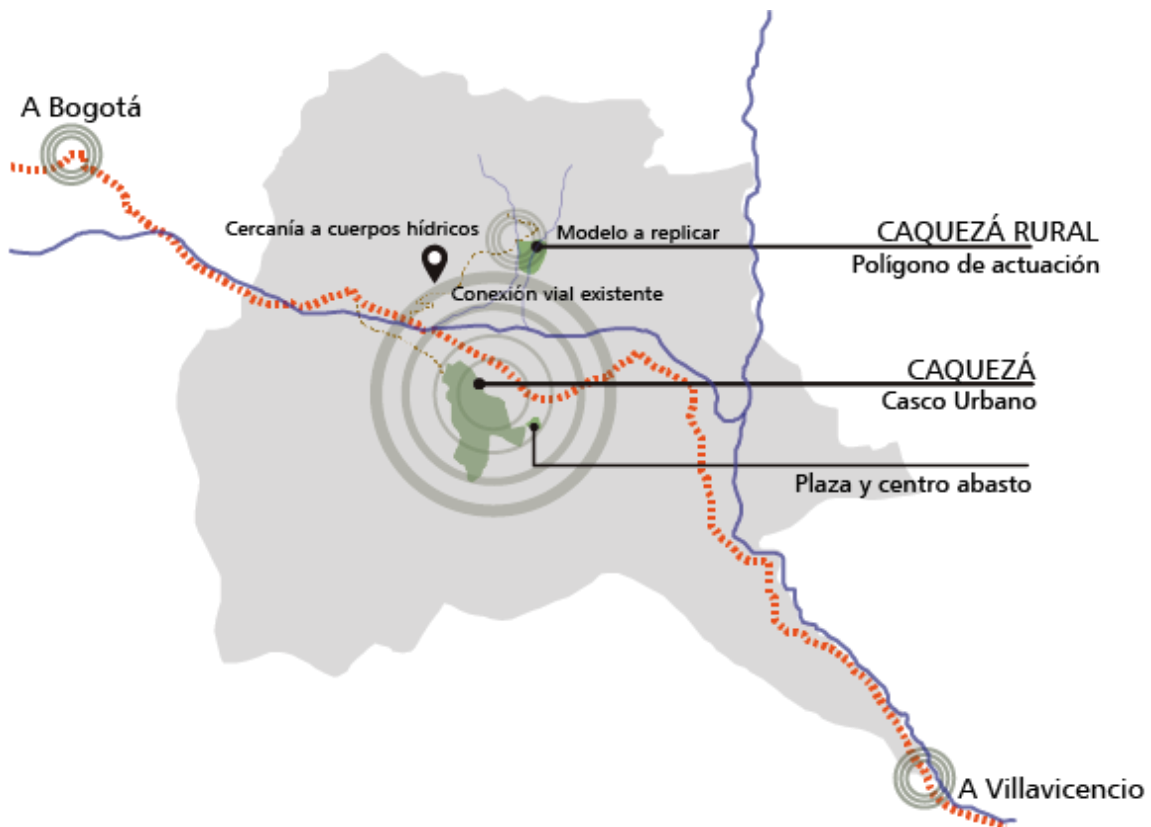 A Bogotá
Cercanía a cuerpos hídricos
Modelo a replicar
CAQUEZÁ RURAL
Polígono de actuación
Conexión vial existente
CAQUEZÁ
Casco Urbano
Plaza y centro abasto
A Villavicencio